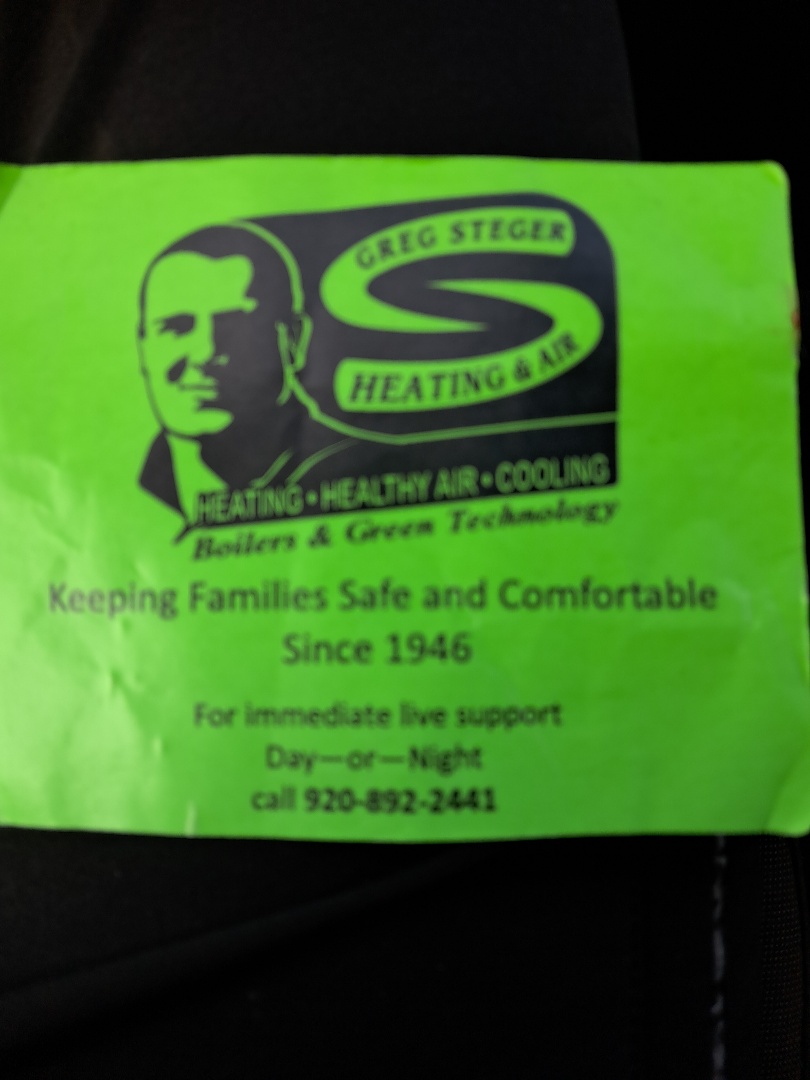 GREG STEGER
HEATING & AIR
HEATING • HEALTHY AIR • COOLING
Boilers & Green Technology
Keeping Families Safe and Comfortable
Since 1946
For immediate live support
Day—or—Night
call 920-892-2441